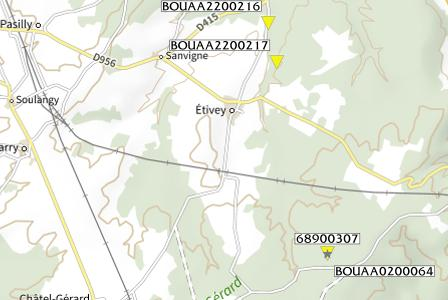 BOUAA2200216
Pasilly
D415
BOUAA2200217
D956
Sanvigne
Soulangy
Étivey
arry
68900307
BOUAA0200064
Gérard
Châtel-Gérard